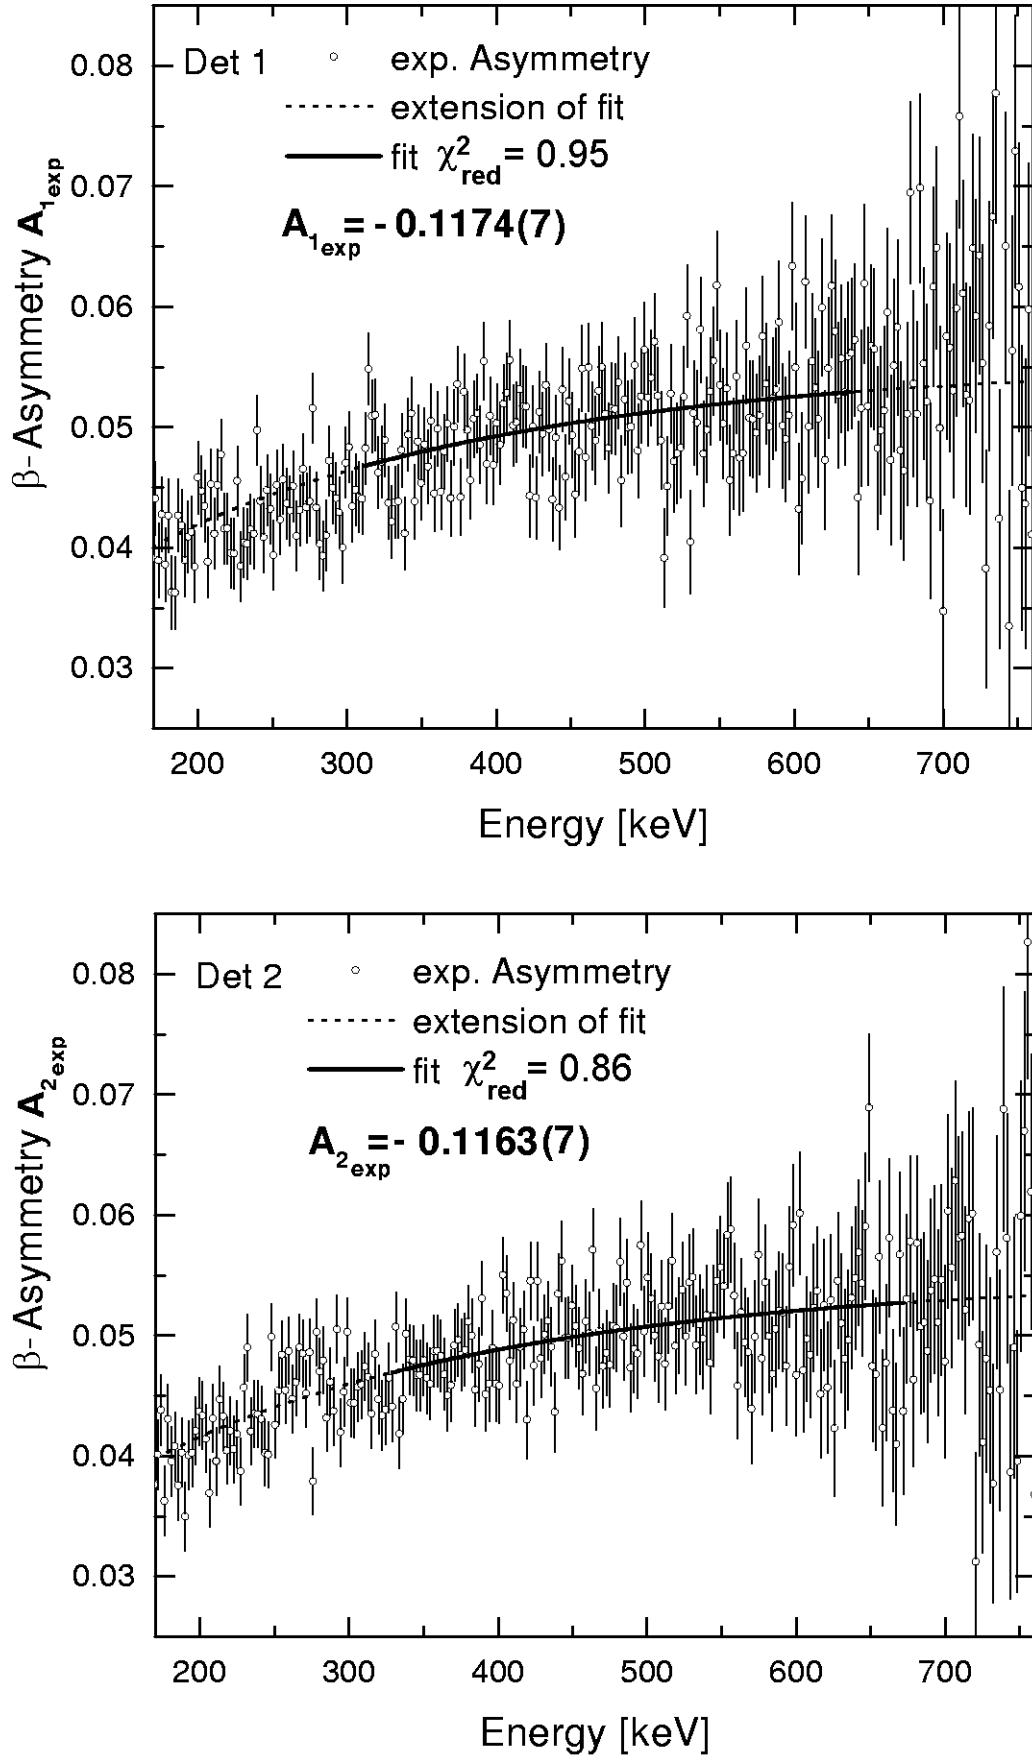 Det 1 exp. Asymmetry
extension of fit
fit χ²red = 0.95
A1exp = - 0.1174(7)
β- Asymmetry A1exp
0.08
0.07
0.06
0.05
0.04
0.03
200 300 400 500 600 700
Energy [keV]
Det 2 exp. Asymmetry
extension of fit
fit χ²red = 0.86
A2exp = - 0.1163(7)
β- Asymmetry A2exp
0.08
0.07
0.06
0.05
0.04
0.03
200 300 400 500 600 700
Energy [keV]